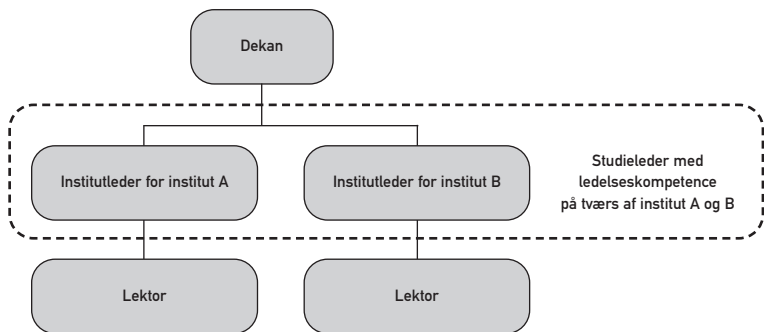 Dekan
Institutleder for institut A
Institutleder for institut B
Studieleder med
ledelseskompetence
på tværs af institut A og B
Lektor
Lektor